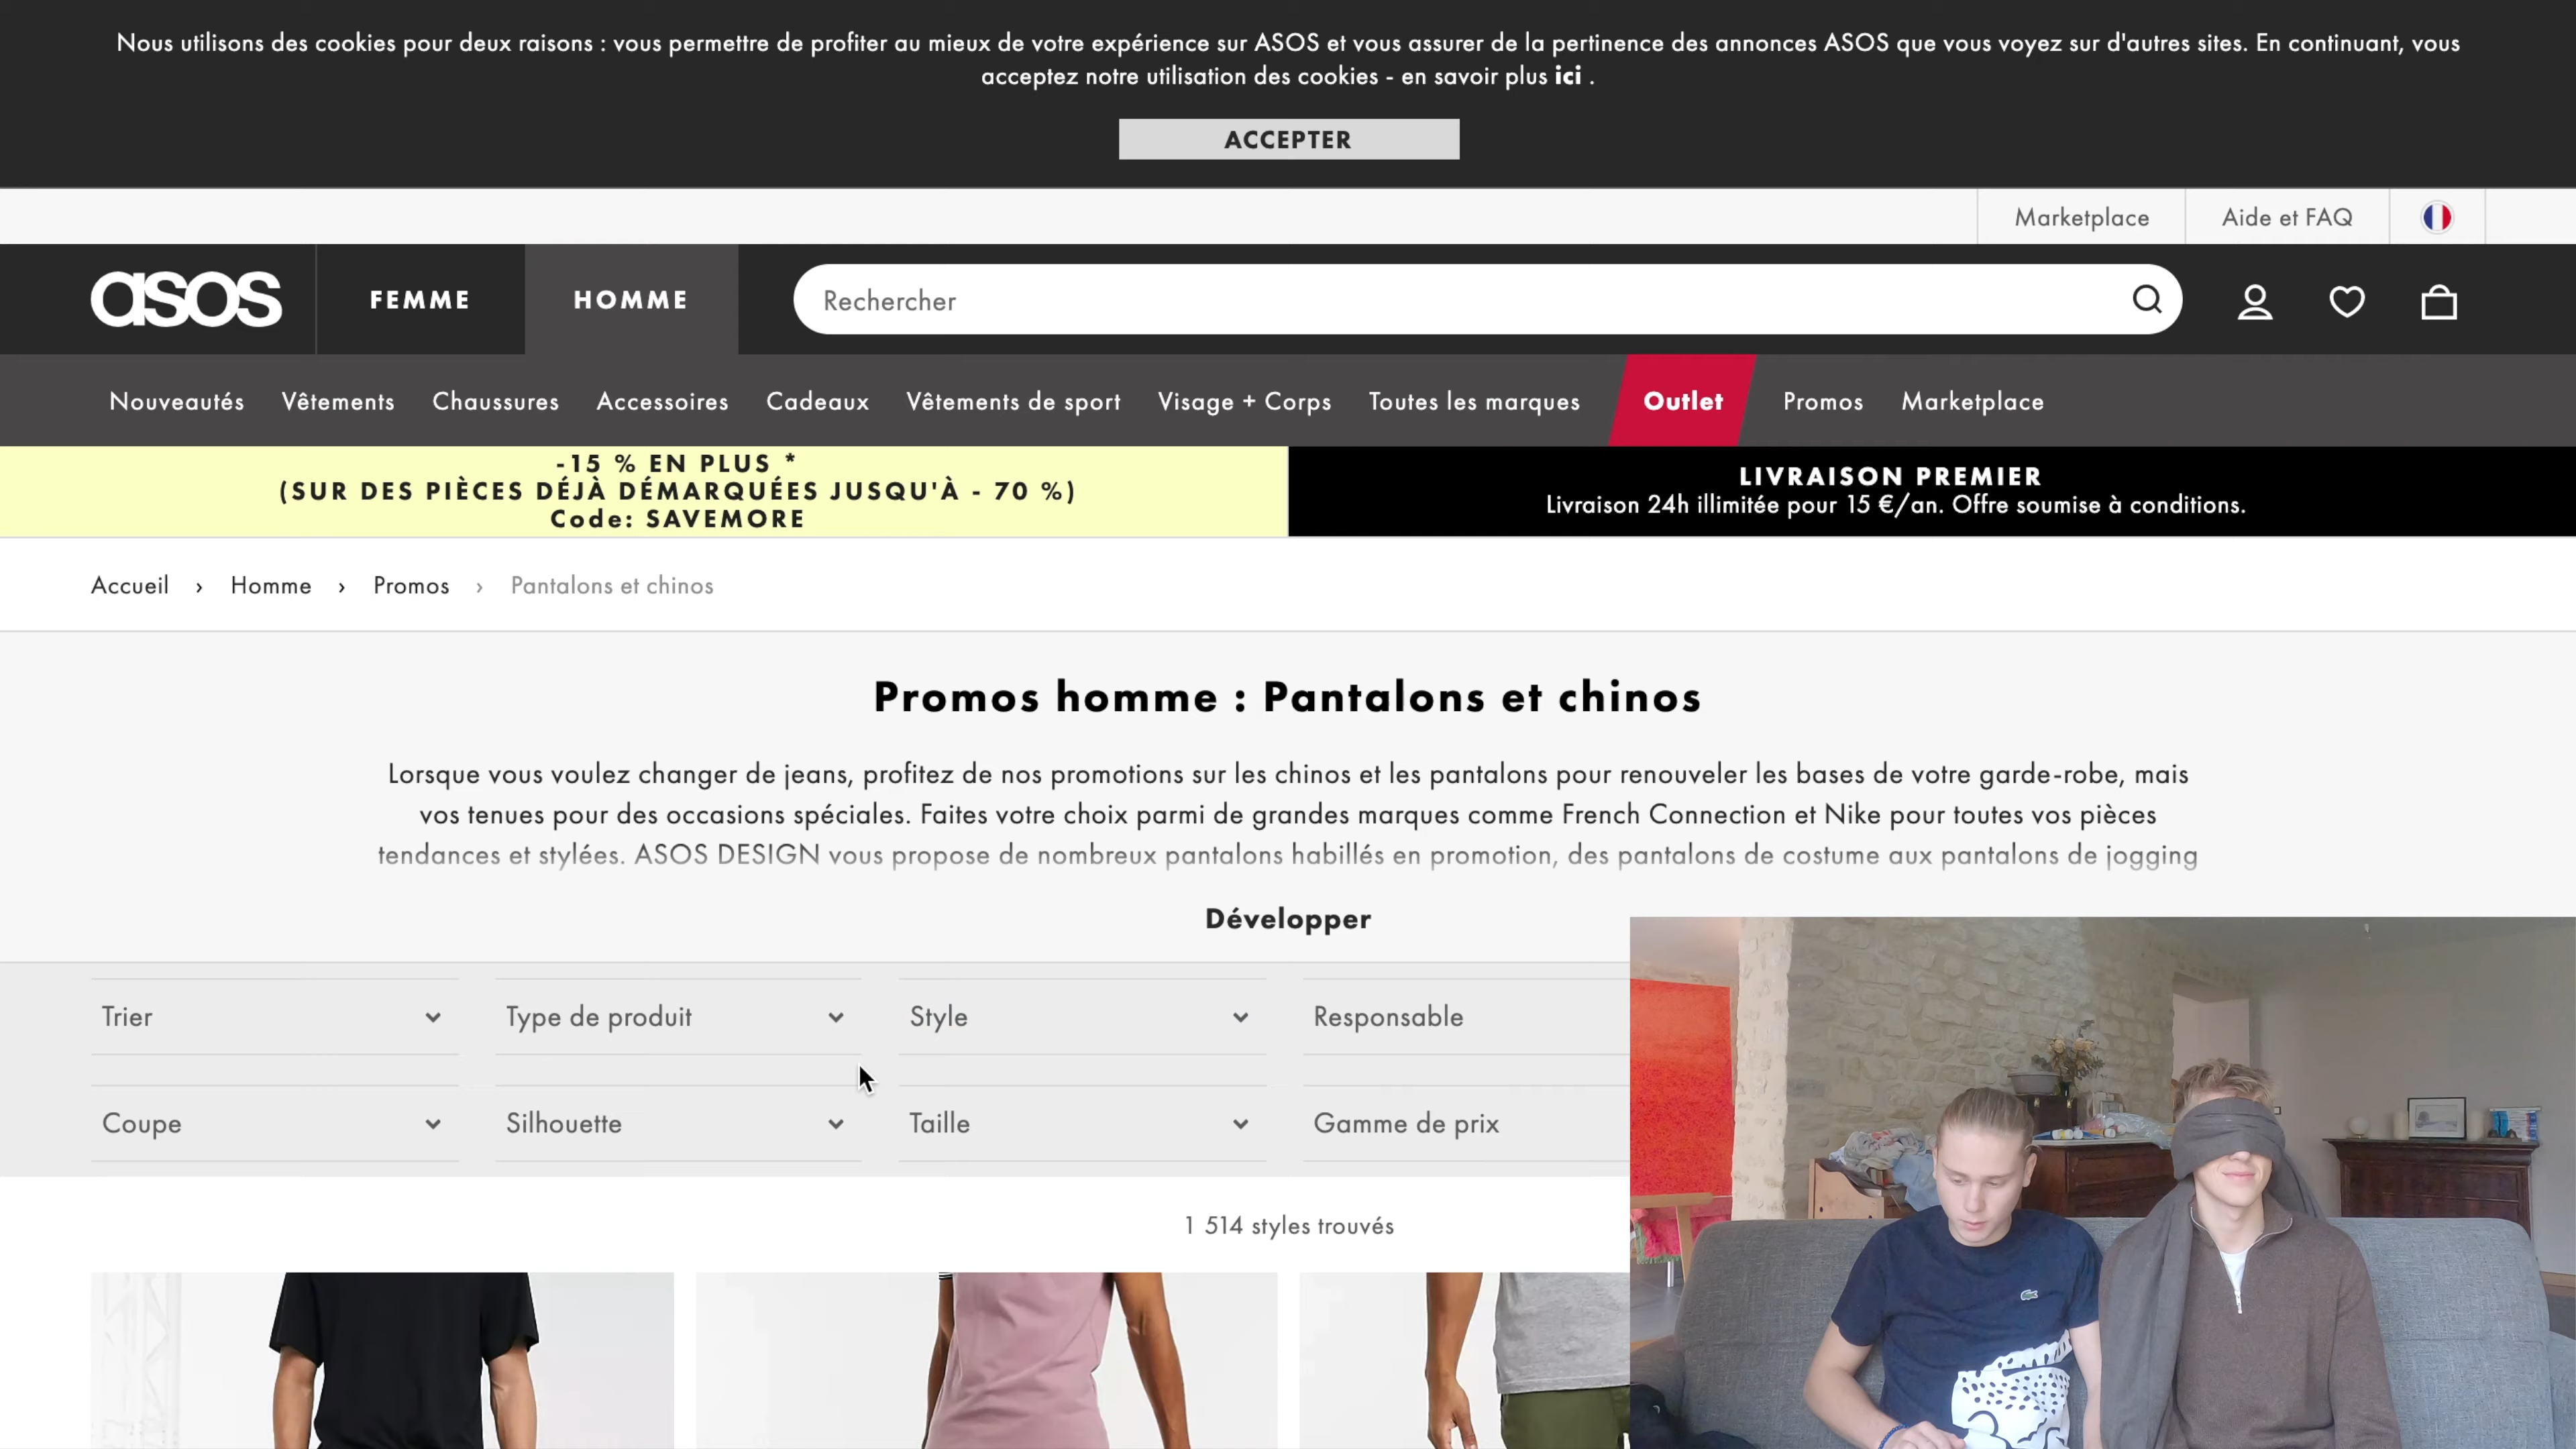 Nous utilisons des cookies pour deux raisons : vous permettre de profiter au mieux de votre expérience sur ASOS et vous assurer de la pertinence des annonces ASOS que vous voyez sur d'autres sites. En continuant, vous
acceptez notre utilisation des cookies - en savoir plus ici .
ACCEPTER
Marketplace
Aide et FAQ
asos
FEMME
HOMME
Rechercher
Nouveautés
Vêtements
Chaussures
Accessoires
Cadeaux
Vêtements de sport
Visage + Corps
Toutes les marques
Outlet
Promos
Marketplace
-15 % EN PLUS *
(SUR DES PIÈCES DÉJÀ DÉMARQUÉES JUSQU'À - 70 %)
Code: SAVEMORE
LIVRAISON PREMIER
Livraison 24h illimitée pour 15 €/an. Offre soumise à conditions.
Accueil › Homme › Promos › Pantalons et chinos
Promos homme : Pantalons et chinos
Lorsque vous voulez changer de jeans, profitez de nos promotions sur les chinos et les pantalons pour renouveler les bases de votre garde-robe, mais
vos tenues pour des occasions spéciales. Faites votre choix parmi de grandes marques comme French Connection et Nike pour toutes vos pièces
tendances et stylées. ASOS DESIGN vous propose de nombreux pantalons habillés en promotion, des pantalons de costume aux pantalons de jogging
Développer
Trier
Type de produit
Style
Responsable
Coupe
Silhouette
Taille
Gamme de prix
1 514 styles trouvés